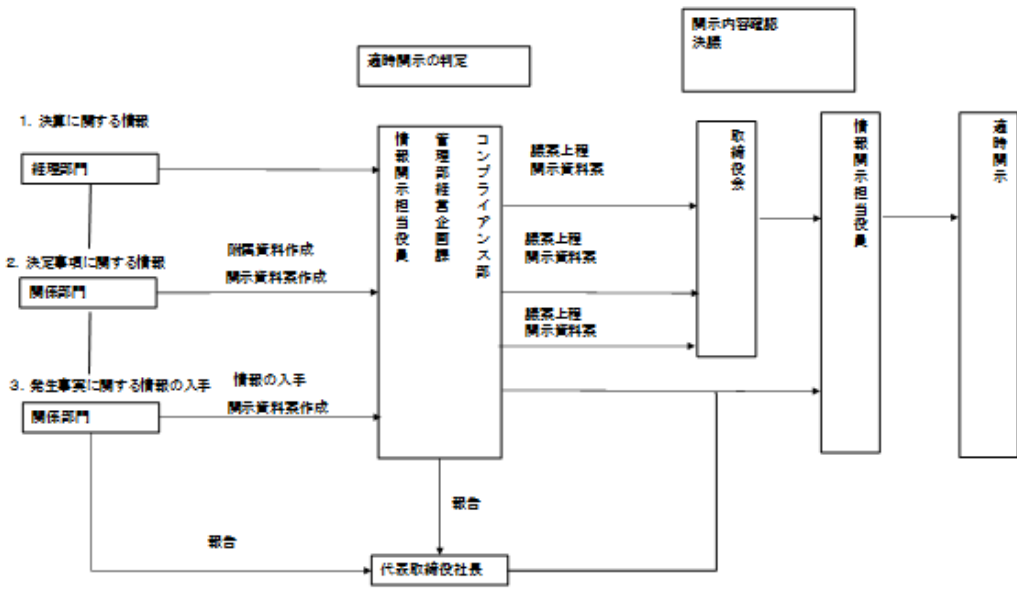 適時開示の判定
開示内容確認
決議
1. 決算に関する情報
経理部門
2. 決定事項に関する情報
関係部門
3. 発生事実に関する情報の入手
関係部門
附属資料作成
開示資料案作成
情報の入手
開示資料案作成
コンプライアンス部
管理部経営企画課
情報開示担当役員
議案上程
開示資料案
議案上程
開示資料案
議案上程
開示資料案
取締役会
情報開示担当役員
適時開示
報告
報告
代表取締役社長